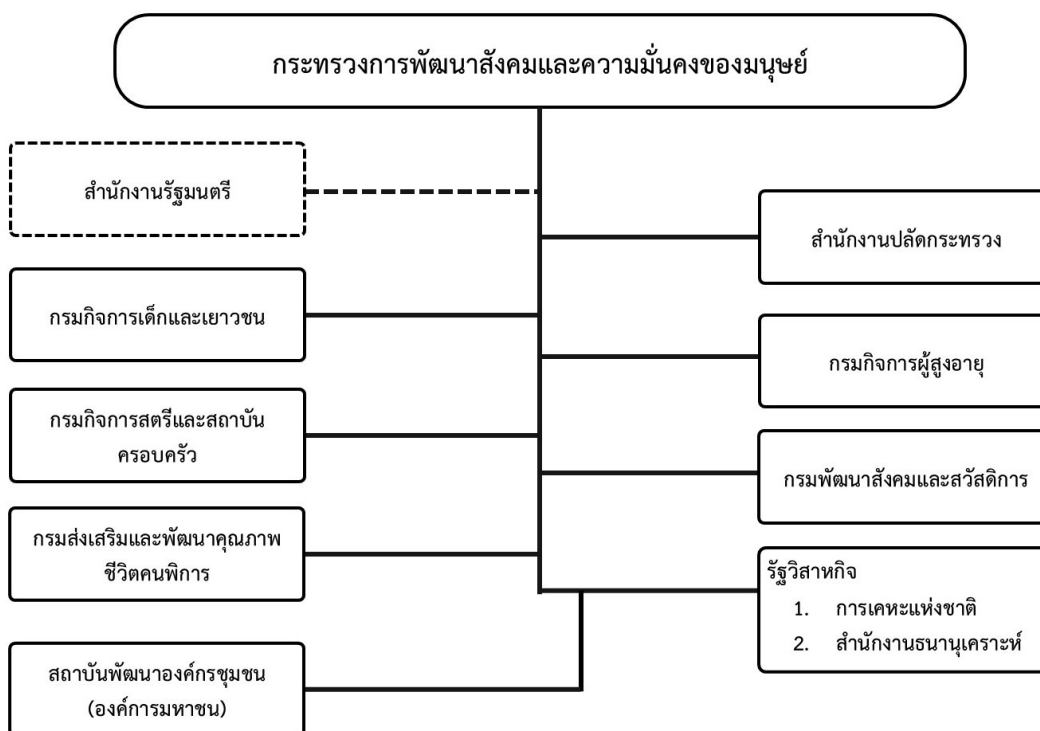 กระทรวงการพัฒนาสังคมและความมั่นคงของมนุษย์
สำนักงานรัฐมนตรี
สำนักงานปลัดกระทรวง
กรมกิจการเด็กและเยาวชน
กรมกิจการผู้สูงอายุ
กรมกิจการสตรีและสถาบัน
ครอบครัว
กรมพัฒนาสังคมและสวัสดิการ
กรมส่งเสริมและพัฒนาคุณภาพ
ชีวิตคนพิการ
รัฐวิสาหกิจ
1. การเคหะแห่งชาติ
2. สำนักงานธนานุเคราะห์
สถาบันพัฒนาองค์กรชุมชน
(องค์การมหาชน)